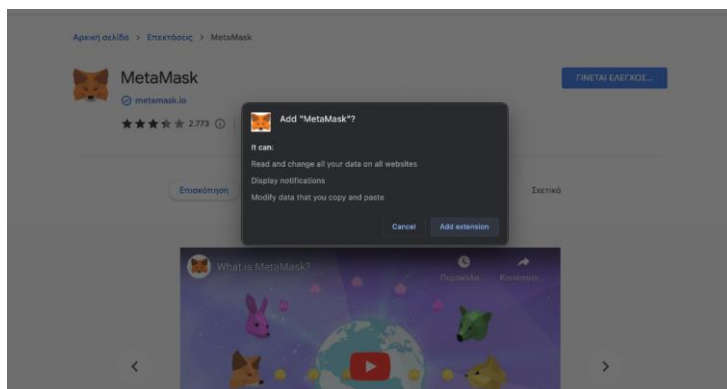 Αρχική σελίδα > Επεκτάσεις > MetaMask
MetaMask
ΓΙΝΕΤΑΙ ΕΛΕΓΧΟΣ...
metamask.io
2.773
Add "MetaMask"?
It can:
Read and change all your data on all websites
Display notifications
Modify data that you copy and paste
Cancel Add extension
Επισκόπηση
Σχετικά
What is MetaMask?